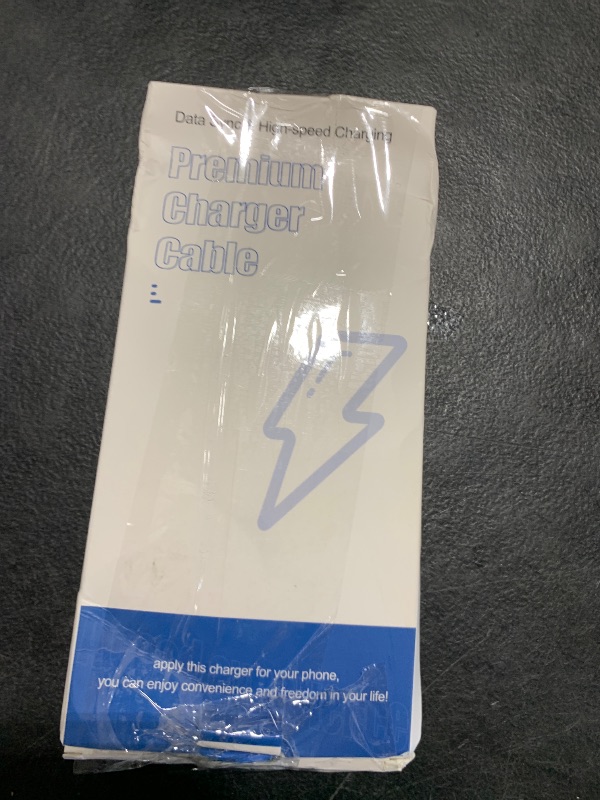 Data Sync & High-speed Charging
Premium
Charger
Cable
apply this charger for your phone,
you can enjoy convenience and freedom in your life!